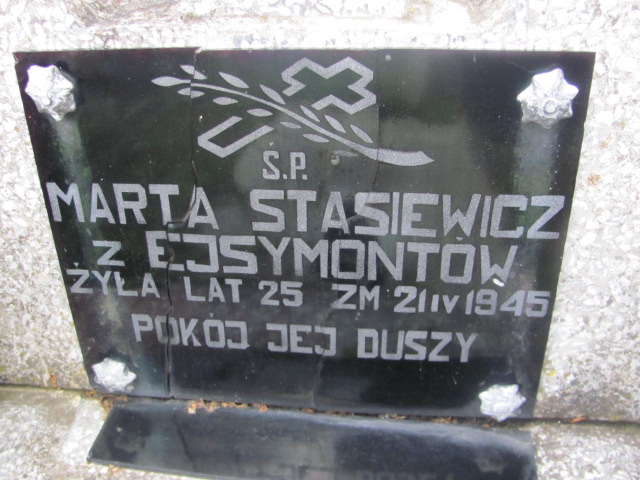 Ś.P.
MARTA STASIEWICZ
Z EJSYMONTÓW
ŻYŁA LAT 25 ZM 21 IV 1945
POKÓJ JEJ DUSZY